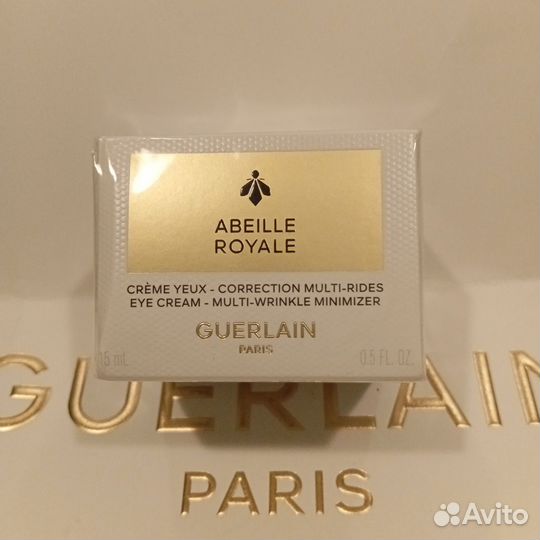 ABEILLE
ROYALE
CRÈME YEUX - CORRECTION MULTI-RIDES
EYE CREAM - MULTI-WRINKLE MINIMIZER
GUERLAIN
PARIS
15 mL 0.5 FL. OZ.
GUERLAIN
PARIS
Avito